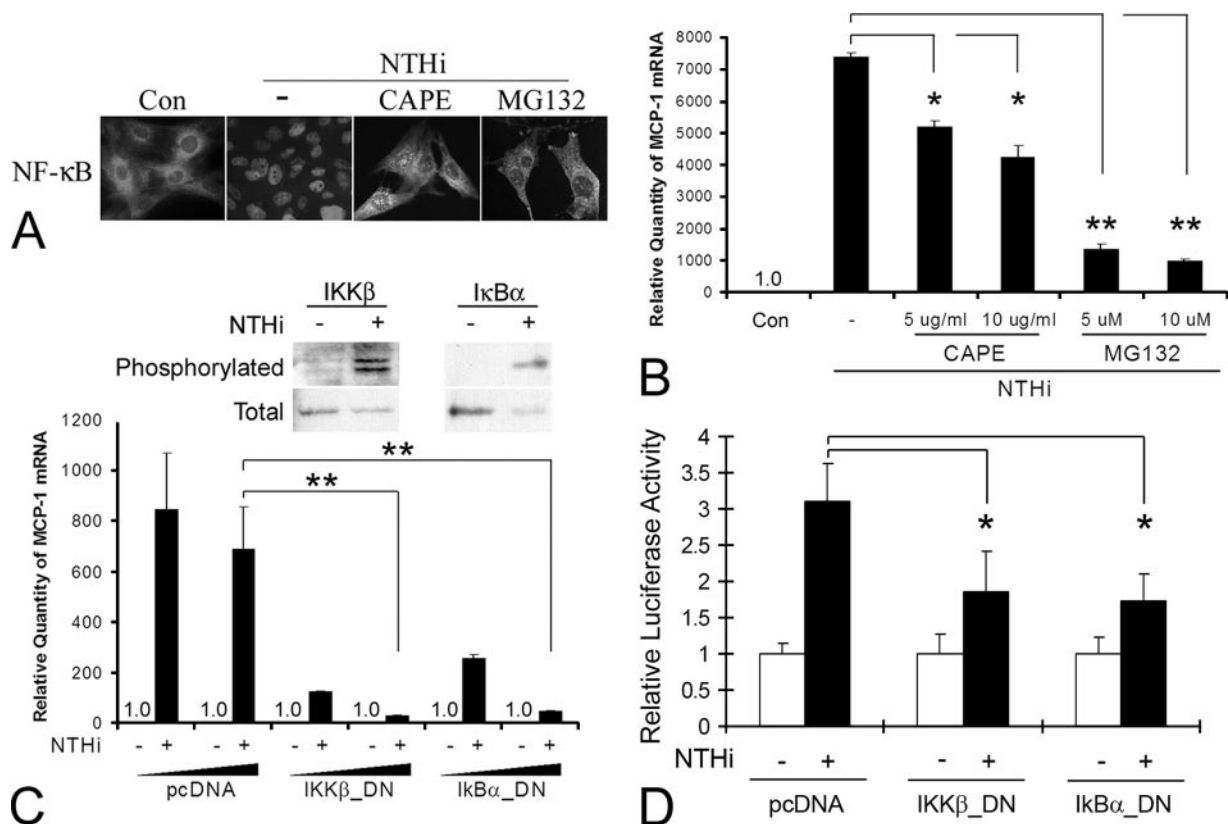 NTHi
Con - CAPE MG132
NF-κB
A
Relative Quantity of MCP-1 mRNA
8000
7000
6000
5000
4000
3000
2000
1000
0
1.0
* * ** **
Con - 5 ug/ml 10 ug/ml 5 uM 10 uM
CAPE MG132
NTHi
B
IKKβ IκBα
NTHi - + - +
Phosphorylated
Total
Relative Quantity of MCP-1 mRNA
1200
1000
800
600
400
200
0
**
**
1.0 1.0 1.0 1.0 1.0 1.0
NTHi - + - + - + - + - + - +
pcDNA IKKβ_DN IkBα_DN
C
Relative Luciferase Activity
4
3.5
3
2.5
2
1.5
1
0.5
0
* *
NTHi - + - + - +
pcDNA IKKβ_DN IkBα_DN
D